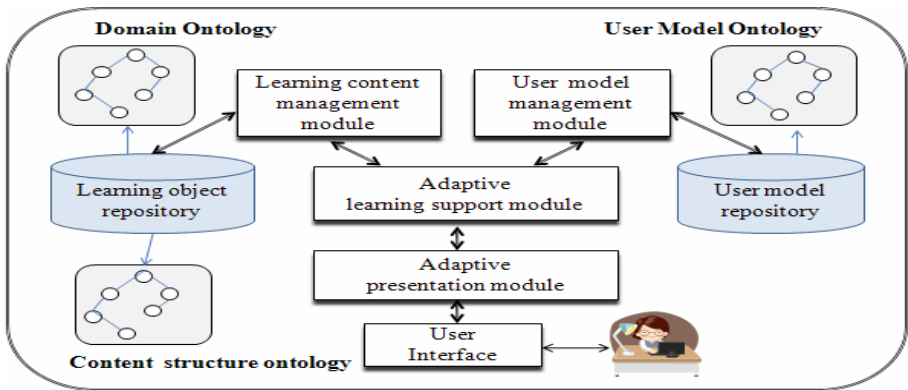 Domain Ontology
User Model Ontology
Learning content
management
module
User model
management
module
Learning object
repository
Adaptive
learning support module
User model
repository
Adaptive
presentation module
User
Interface
Content structure ontology